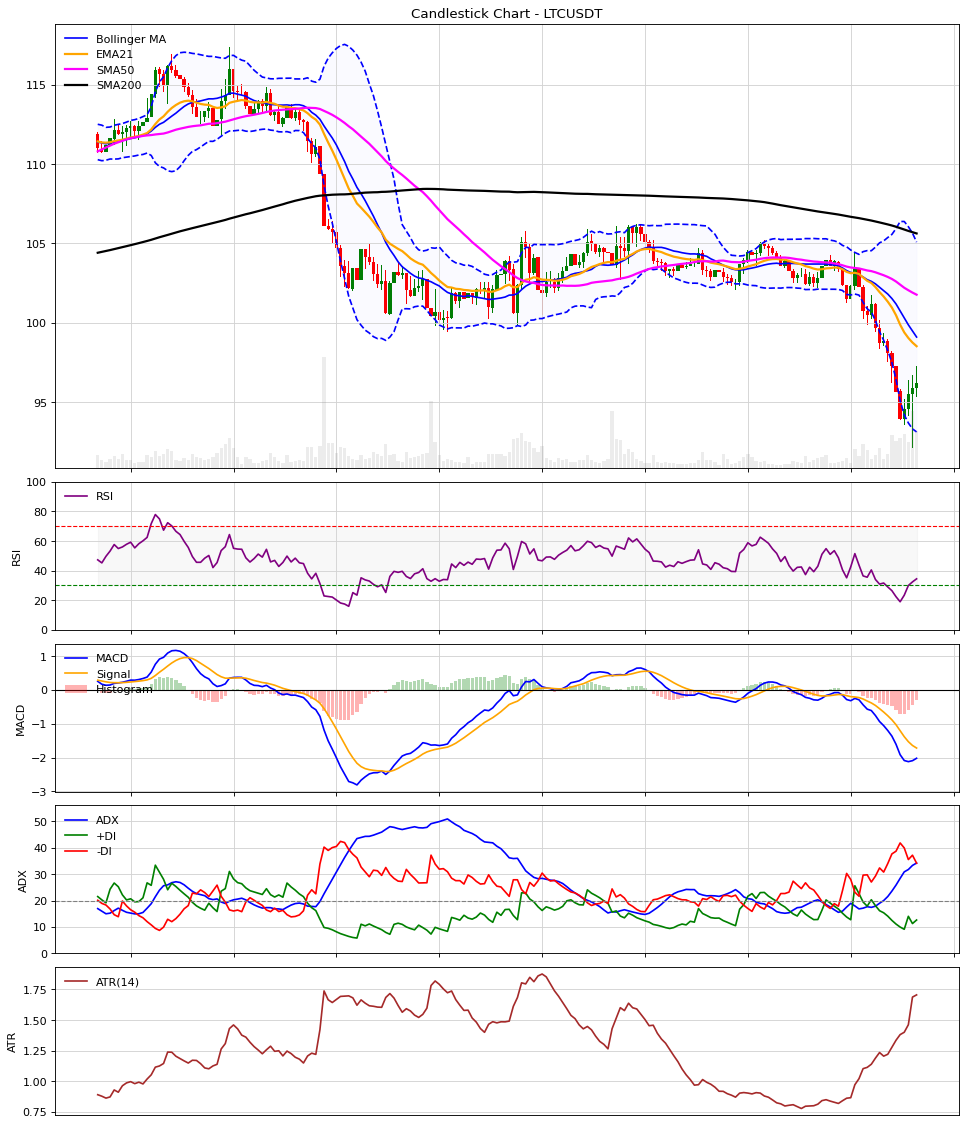 Candlestick Chart - LTCUSDT
Bollinger MA
EMA21
SMA50
SMA200
115
110
105
100
95
RSI
RSI
100
80
60
40
20
0
MACD
Signal
Histogram
MACD
1
0
−1
−2
−3
ADX
+DI
-DI
ADX
50
40
30
20
10
0
ATR(14)
ATR
1.75
1.50
1.25
1.00
0.75